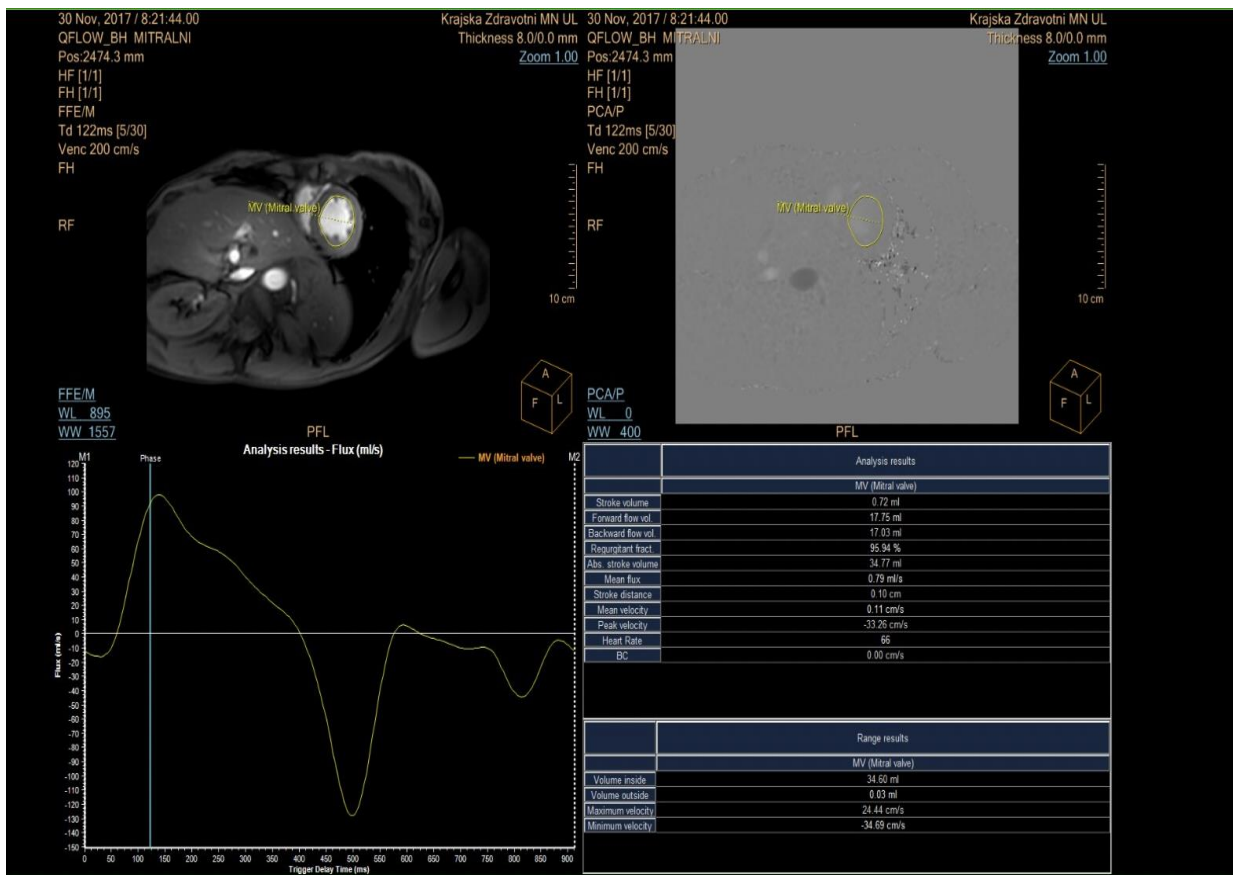 30 Nov, 2017 / 8:21:44.00
Krajska Zdravotni MN UL
QFLOW_BH MITRALNI
Thickness 8.0/0.0 mm
Pos:2474.3 mm
Zoom 1.00
HF [1/1]
FH [1/1]
FFE/M
Td 122ms [5/30]
Venc 200 cm/s
FH
MV (Mitral valve)
RF
10 cm
A
F L
FFE/M
WL 895
WW 1557
PFL
30 Nov, 2017 / 8:21:44.00
Krajska Zdravotni MN UL
QFLOW_BH MITRALNI
Thickness 8.0/0.0 mm
Pos:2474.3 mm
Zoom 1.00
HF [1/1]
FH [1/1]
PCA/P
Td 122ms [5/30]
Venc 200 cm/s
FH
MV (Mitral valve)
RF
10 cm
A
F L
PCA/P
WL 0
WW 400
PFL
Analysis results - Flux (ml/s)
MV (Mitral valve)
M1
Phase
M2
120
110
100
90
80
70
60
50
40
30
20
10
0
-10
-20
-30
-40
-50
-60
-70
-80
-90
-100
-110
-120
-130
-140
-150
Flux (ml/s)
0 50 100 150 200 250 300 350 400 450 500 550 600 650 700 750 800 850 900
Trigger Delay Time (ms)
Analysis results
MV (Mitral valve)
Stroke volume 0.72 ml
Forward flow vol. 17.75 ml
Backward flow vol. 17.03 ml
Regurgitant fract. 95.94 %
Abs. stroke volume 34.77 ml
Mean flux 0.79 ml/s
Stroke distance 0.10 cm
Mean velocity 0.11 cm/s
Peak velocity -33.26 cm/s
Heart Rate 66
BC 0.00 cm/s
Range results
MV (Mitral valve)
Volume inside 34.60 ml
Volume outside 0.03 ml
Maximum velocity 24.44 cm/s
Minimum velocity -34.69 cm/s